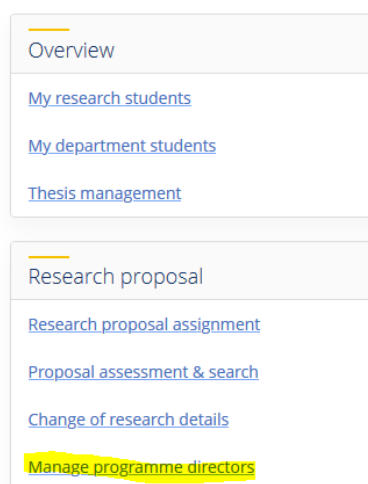 Overview
My research students
My department students
Thesis management
Research proposal
Research proposal assignment
Proposal assessment & search
Change of research details
Manage programme directors